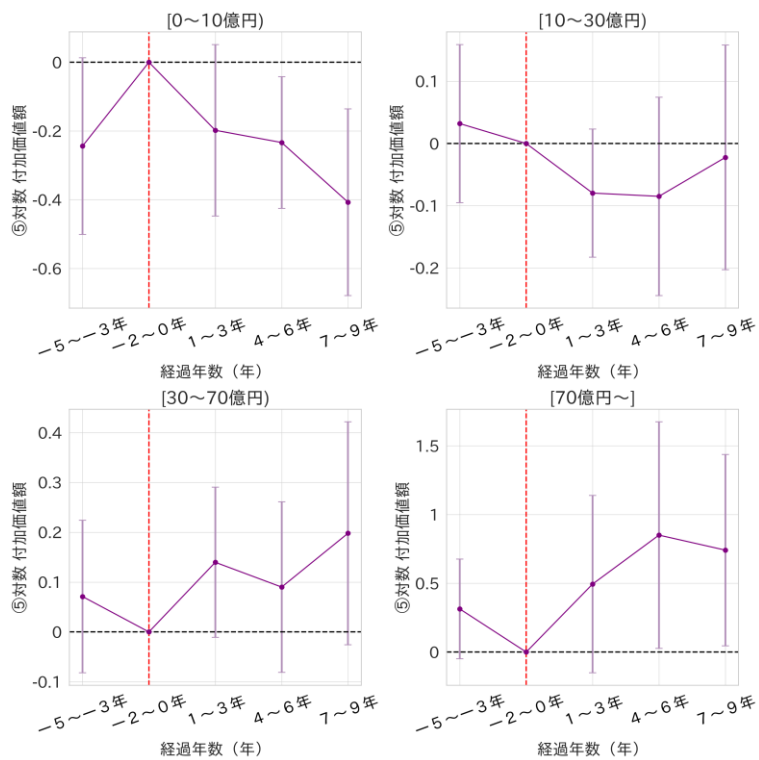 [0～10億円)
0
-0.2
-0.4
-0.6
⑤対数 付加価値額
－5～－3年
－2～0年
1～3年
4～6年
7～9年
経過年数（年）
[10～30億円)
0.1
0
-0.1
-0.2
⑤対数 付加価値額
－5～－3年
－2～0年
1～3年
4～6年
7～9年
経過年数（年）
[30～70億円)
0.4
0.3
0.2
0.1
0
-0.1
⑤対数 付加価値額
－5～－3年
－2～0年
1～3年
4～6年
7～9年
経過年数（年）
[70億円～]
1.5
1
0.5
0
⑤対数 付加価値額
－5～－3年
－2～0年
1～3年
4～6年
7～9年
経過年数（年）